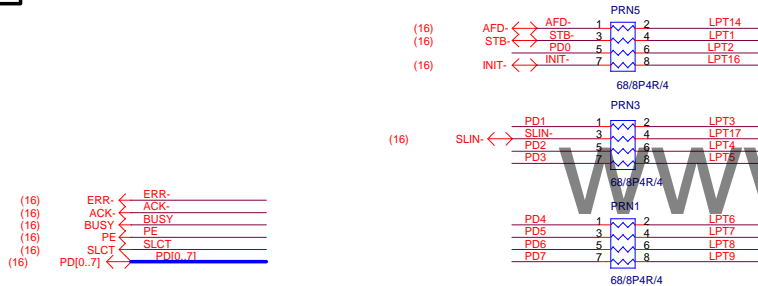 PRN5
(16) AFD- AFD- 1 2 LPT14
(16) STB- STB- 3 4 LPT1
PD0 5 6 LPT2
(16) INIT- INIT- 7 8 LPT16
68/8P4R/4
PRN3
PD1 1 2 LPT3
(16) SLIN- SLIN- 3 4 LPT17
PD2 5 6 LPT4
PD3 7 8 LPT5
68/8P4R/4
PRN1
PD4 1 2 LPT6
PD5 3 4 LPT7
PD6 5 6 LPT8
PD7 7 8 LPT9
68/8P4R/4
(16) ERR- ERR-
(16) ACK- ACK-
(16) BUSY BUSY
(16) PE PE
(16) SLCT SLCT
(16) PD[0..7] PD[0..7]